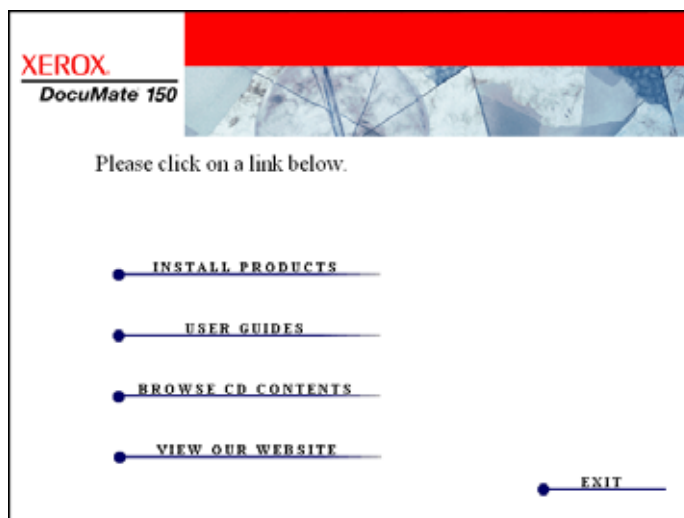 XEROX.
DocuMate 150
Please click on a link below.
INSTALL PRODUCTS
USER GUIDES
BROWSE CD CONTENTS
VIEW OUR WEBSITE
EXIT